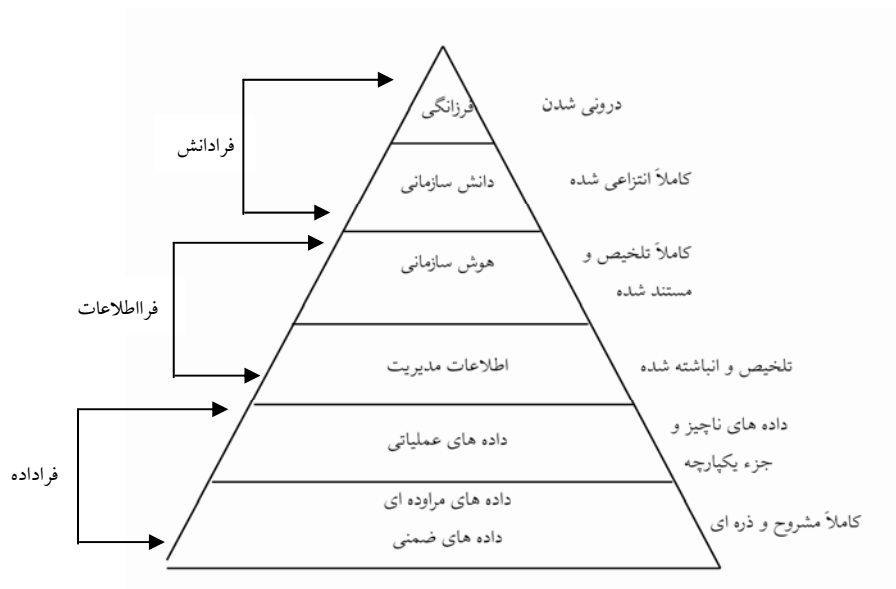 فرزانگی
درونی شدن
فرادانش
دانش سازمانی
کاملاً انتزاعی شده
هوش سازمانی
کاملاً تلخیص و
مستند شده
فرااطلاعات
اطلاعات مدیریت
تلخیص و انباشته شده
داده های عملیاتی
داده های ناچیز و
جزء یکپارچه
فراداده
داده های مراوده ای
داده های ضمنی
کاملاً مشروح و ذره ای